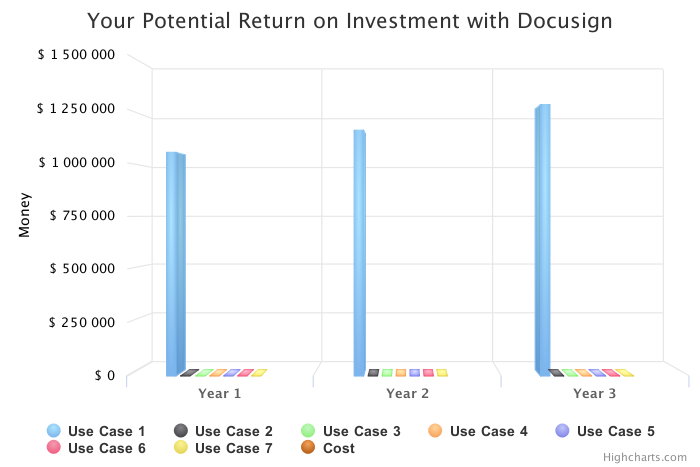 Your Potential Return on Investment with Docusign
$ 1 500 000
$ 1 250 000
$ 1 000 000
$ 750 000
$ 500 000
$ 250 000
$ 0
Money
Year 1
Year 2
Year 3
Use Case 1
Use Case 2
Use Case 3
Use Case 4
Use Case 5
Use Case 6
Use Case 7
Cost
Highcharts.com